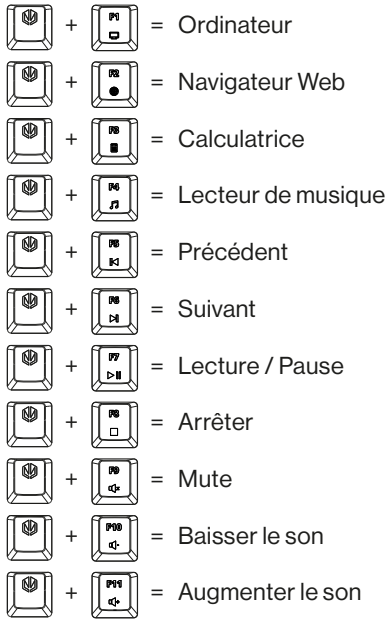 + F1 = Ordinateur
+ F2 = Navigateur Web
+ F3 = Calculatrice
+ F4 = Lecteur de musique
+ F5 = Précédent
+ F6 = Suivant
+ F7 = Lecture / Pause
+ F8 = Arrêter
+ F9 = Mute
+ F10 = Baisser le son
+ F11 = Augmenter le son